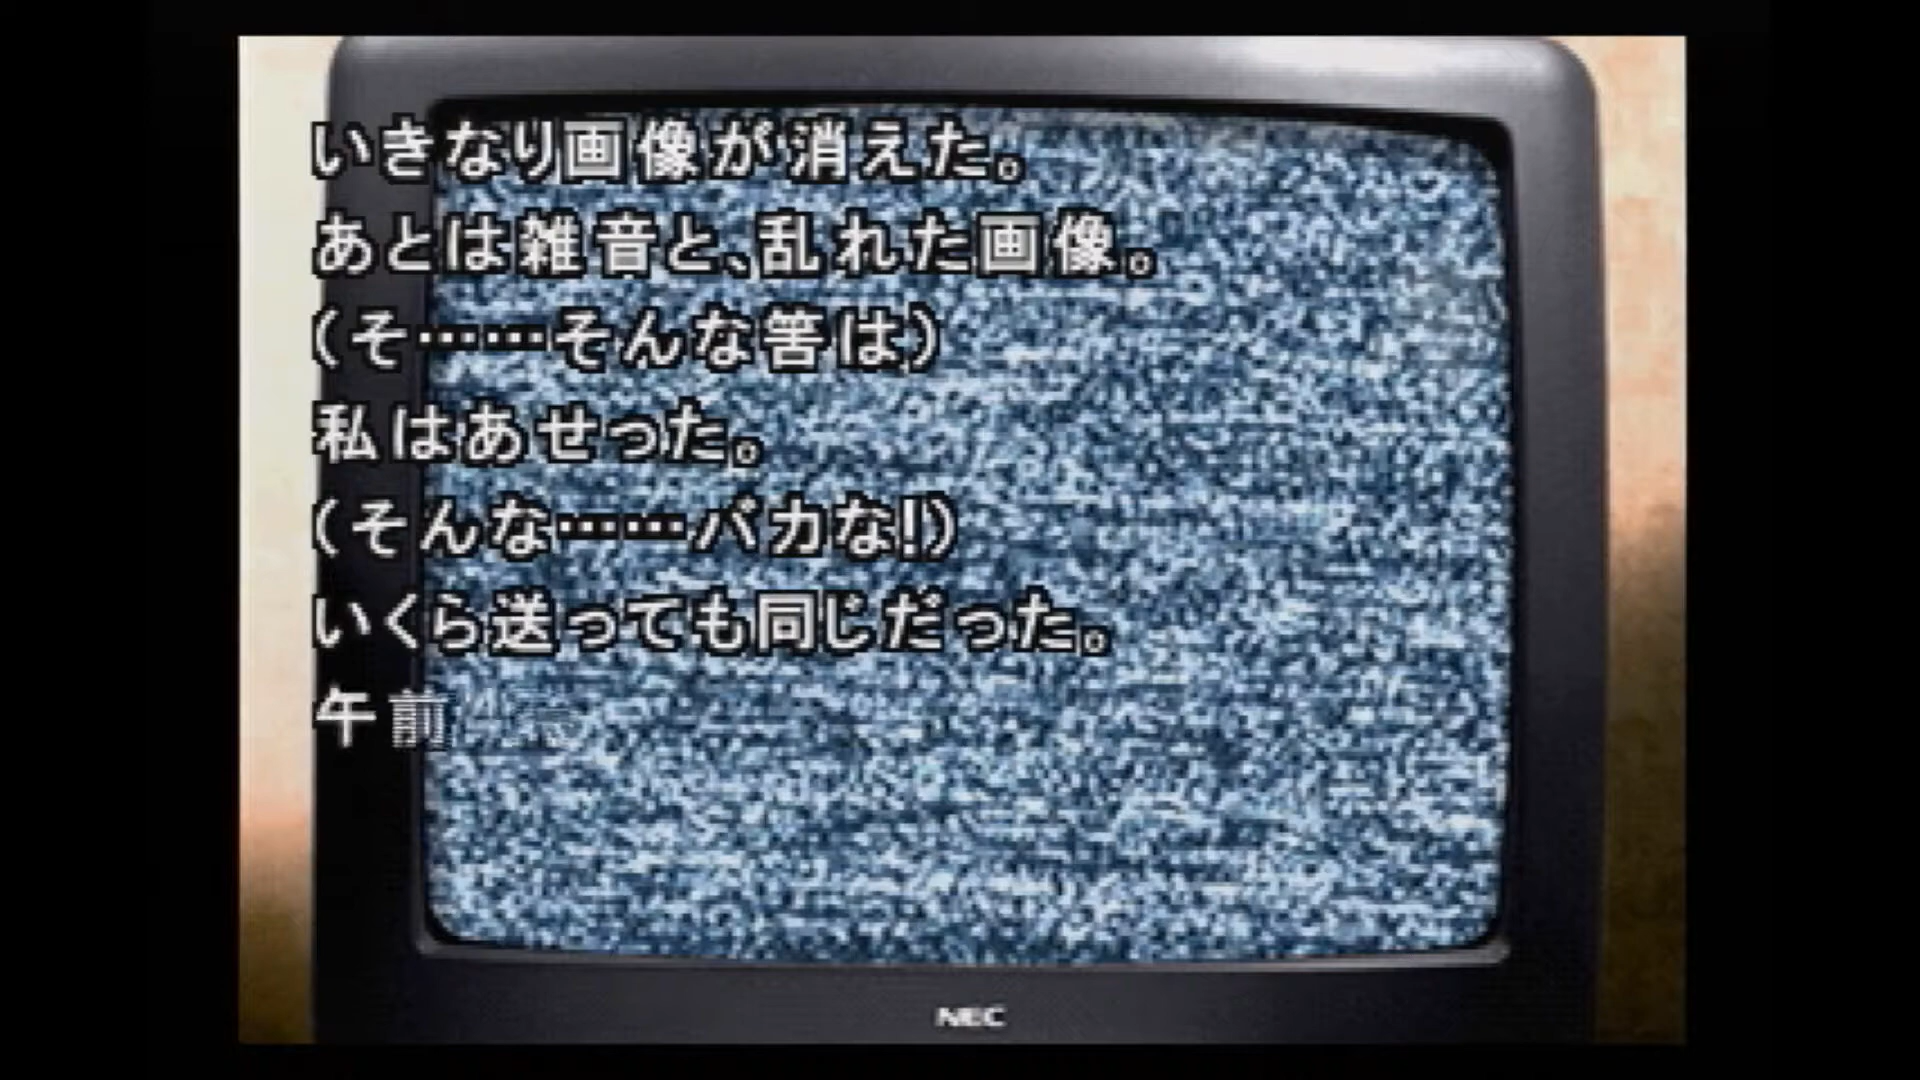 いきなり画像が消えた。
あとは雑音と、乱れた画像。
（そ……そんな筈は）
私はあせった。
（そんな……バカな!）
いくら送っても同じだった。
午前
NEC